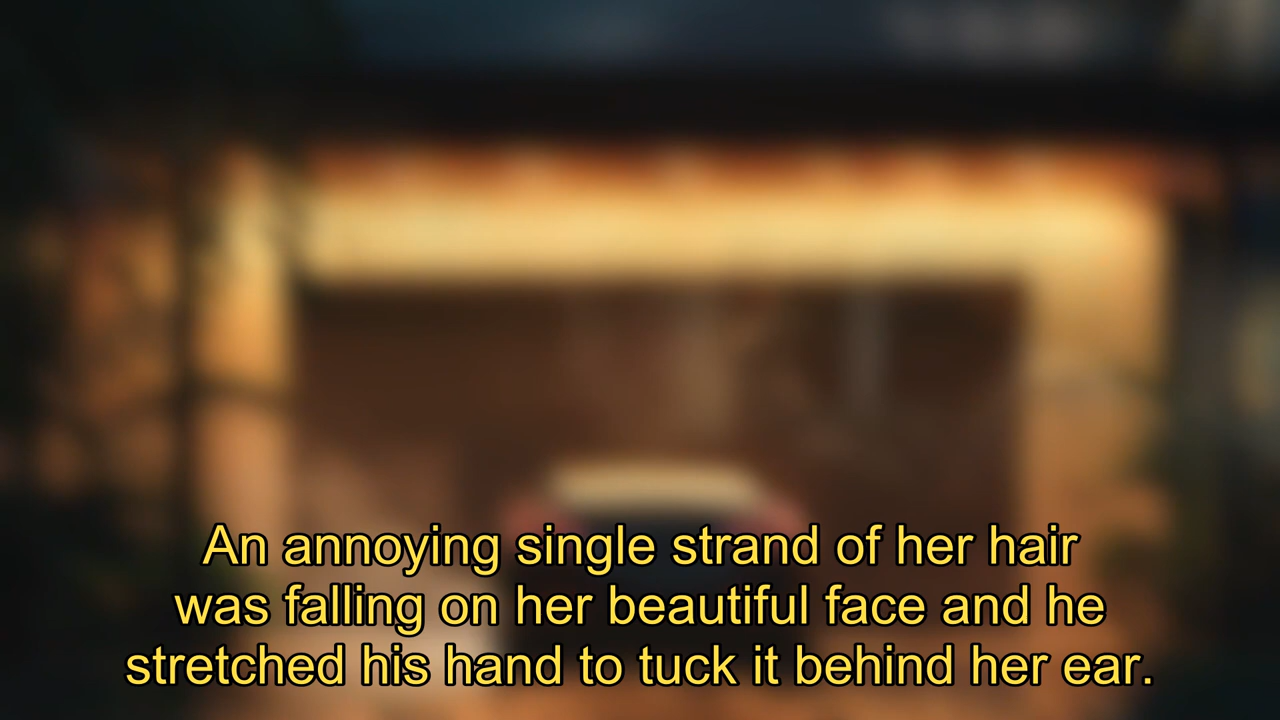 An annoying single strand of her hair
was falling on her beautiful face and he
stretched his hand to tuck it behind her ear.